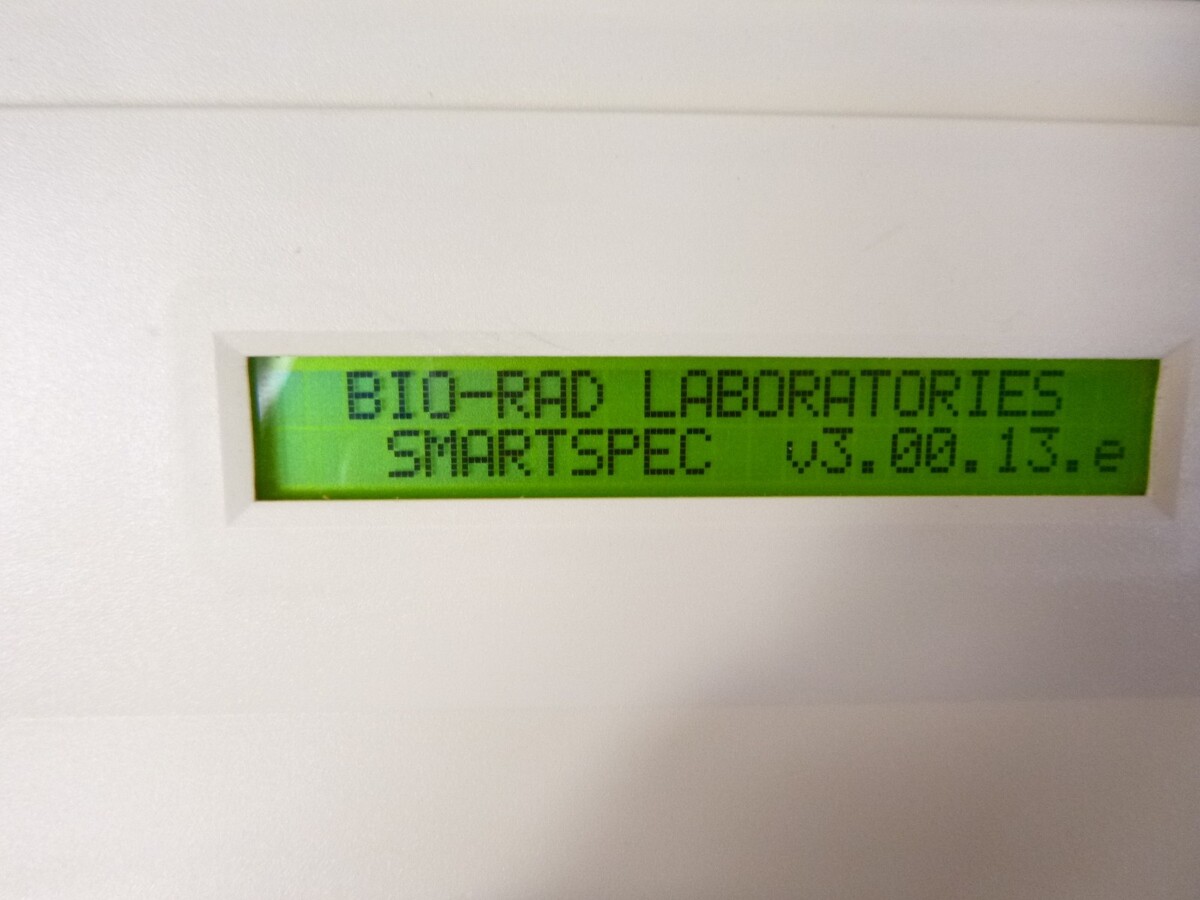 BIO-RAD LABORATORIES
SMARTSPEC v3.00.13.e